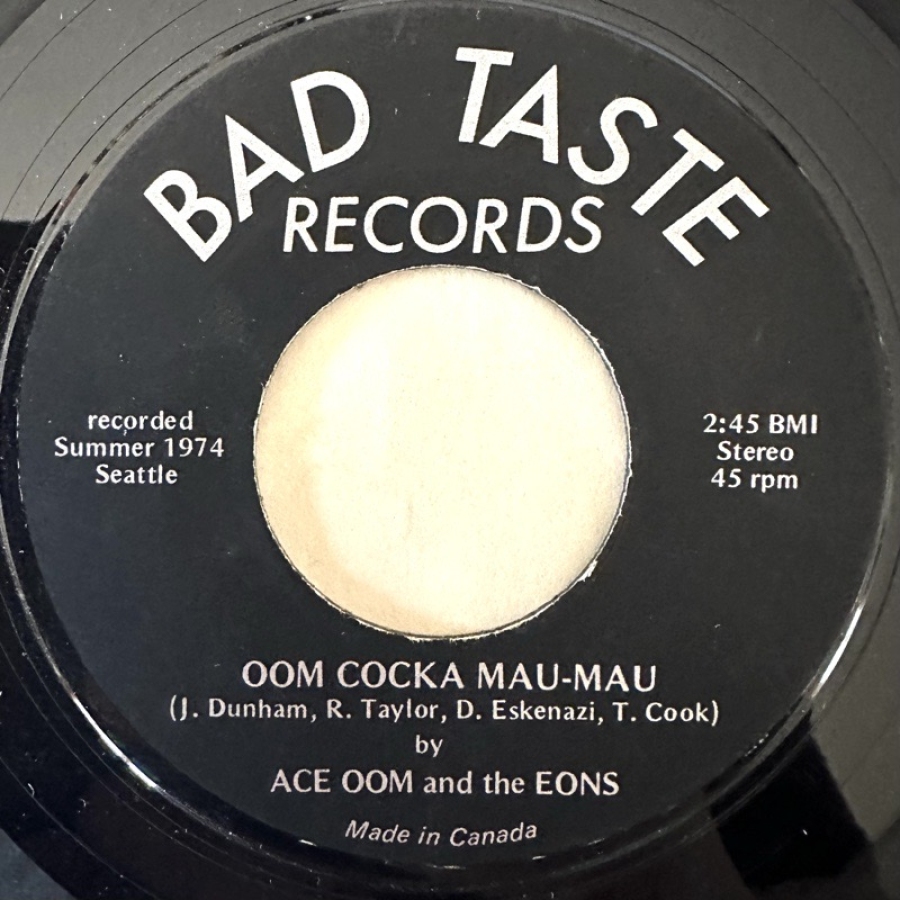 BAD TASTE
RECORDS
recorded
Summer 1974
Seattle
2:45 BMI
Stereo
45 rpm
OOM COCKA MAU-MAU
(J. Dunham, R. Taylor, D. Eskenazi, T. Cook)
by
ACE OOM and the EONS
Made in Canada